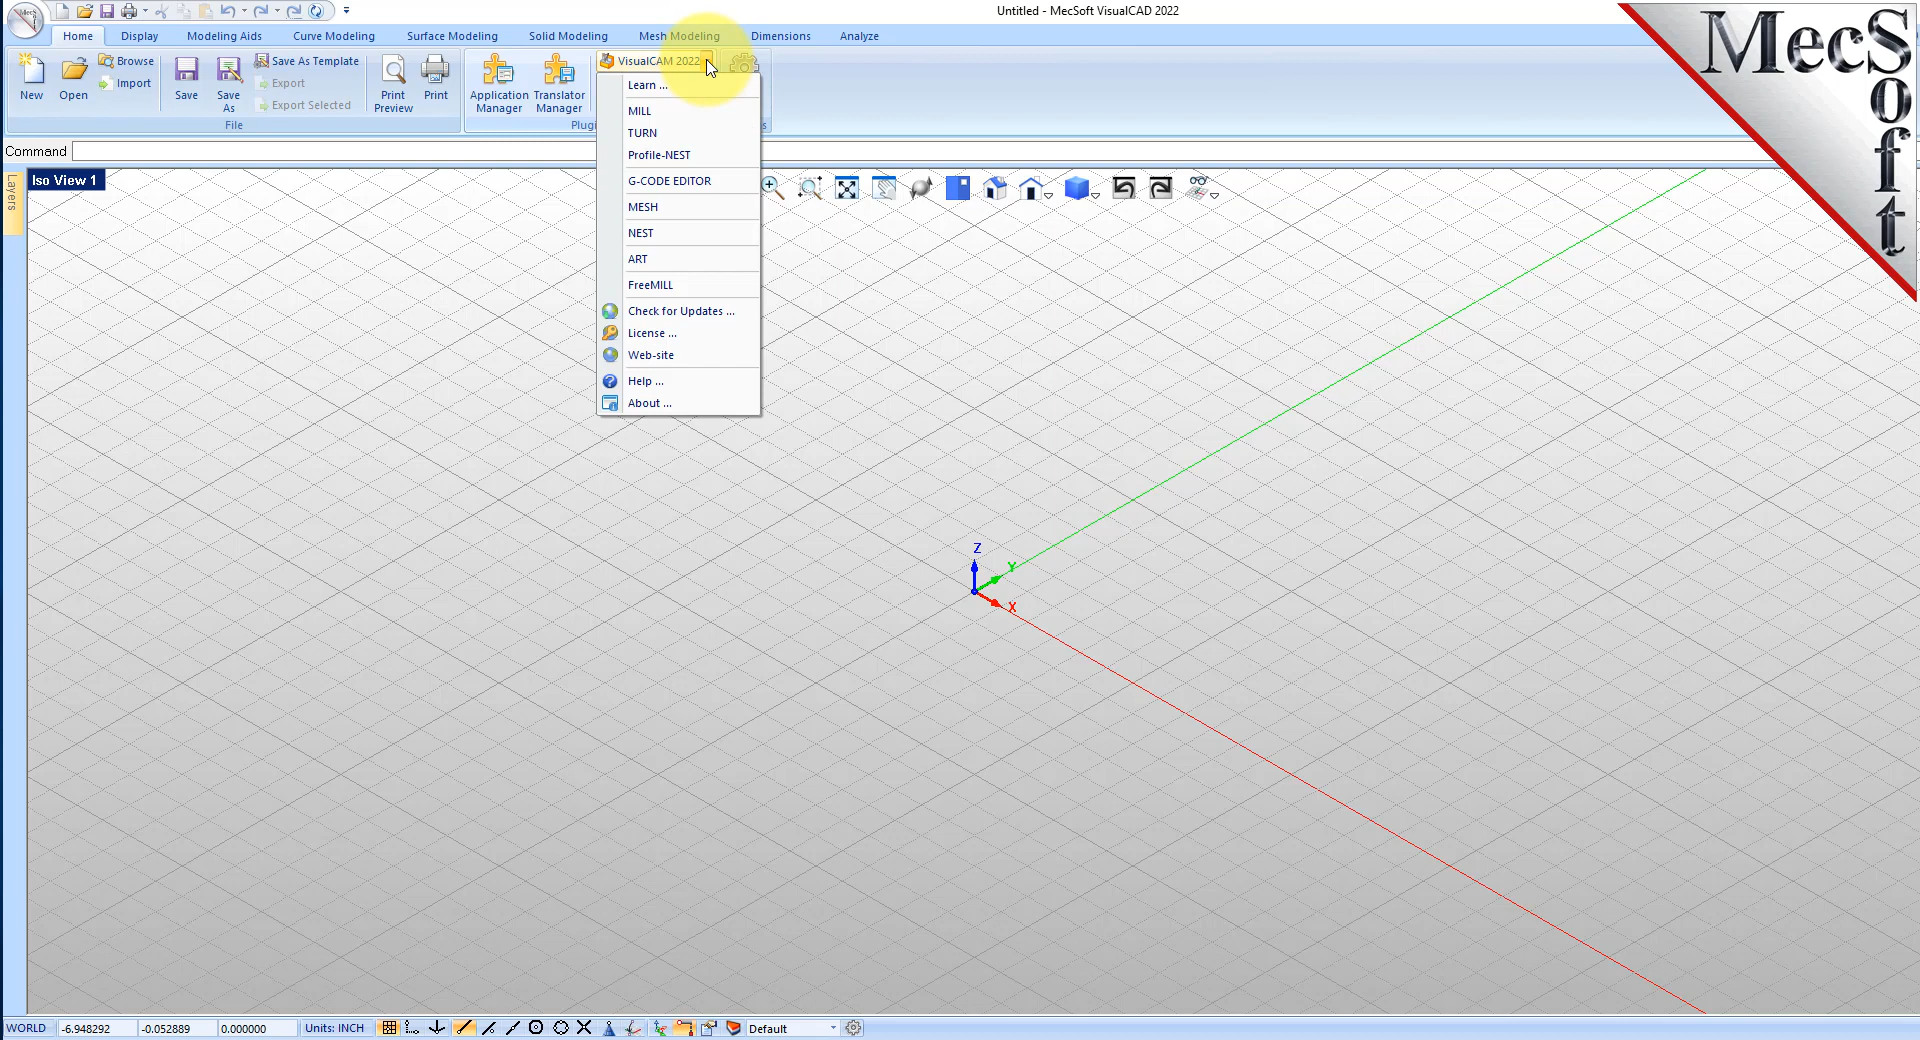 Untitled - MecSoft VisualCAD 2022
Home Display Modeling Aids Curve Modeling Surface Modeling Solid Modeling Mesh Modeling Dimensions Analyze
New
Open
Browse
Import
Save
Save
As
Save As Template
Export
Export Selected
Print
Preview
Print
File
Application
Manager
Translator
Manager
Plugi
VisualCAM 2022
Learn ...
MILL
TURN
Profile-NEST
G-CODE EDITOR
MESH
NEST
ART
FreeMILL
Check for Updates ...
License ...
Web-site
Help ...
About ...
s
Command
Layers
Iso View 1
MecSoft
Z
Y
X
WORLD -6.948292 -0.052889 0.000000 Units: INCH Default